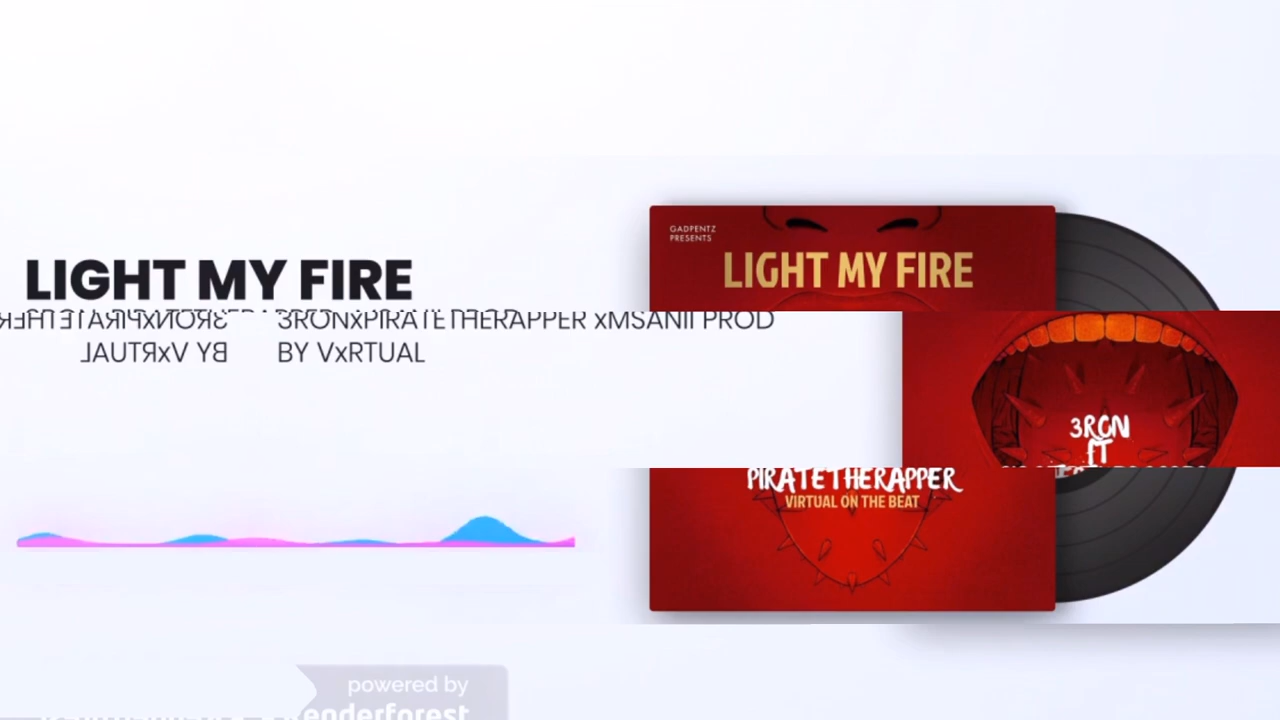 LIGHT MY FIRE
3RONxPIRATETHERAPPER xMSANII PROD
BY VxRTUAL
GADPENTZ
PRESENTS
LIGHT MY FIRE
3RON
fT
PIRATETHERAPPER
VIRTUAL ON THE BEAT
powered by
enderforest